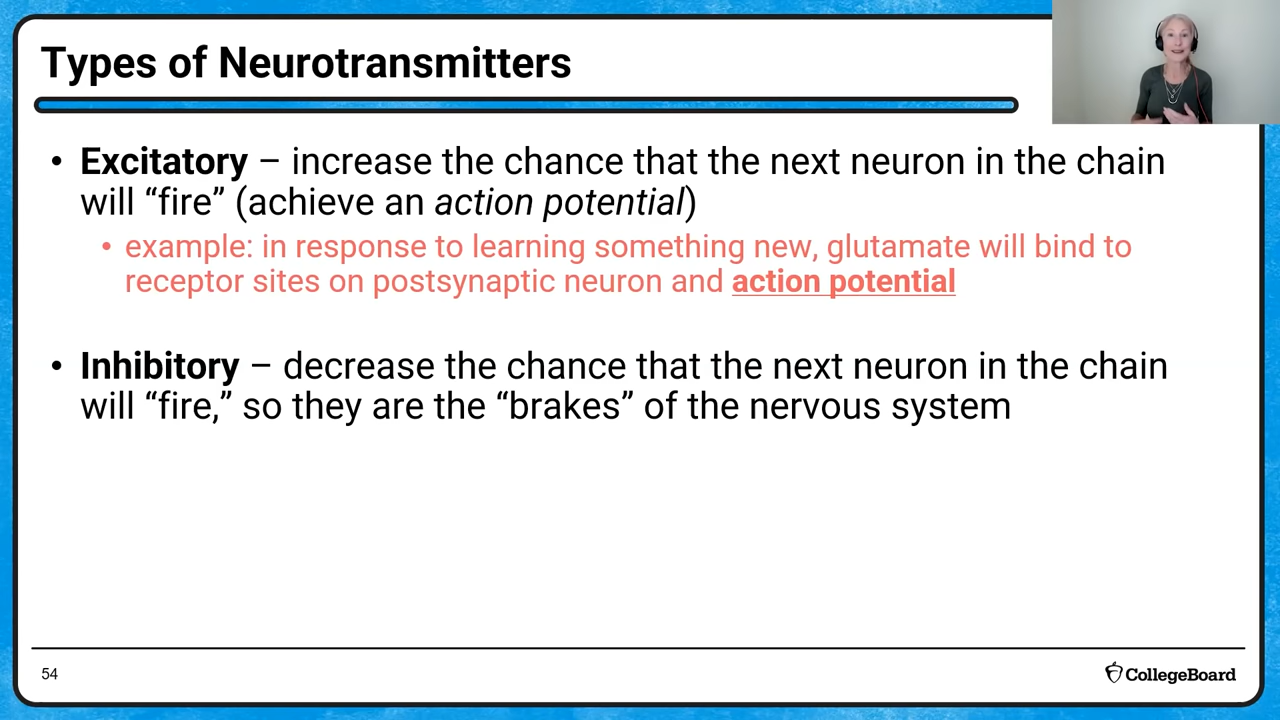 Types of Neurotransmitters
• Excitatory – increase the chance that the next neuron in the chain
will “fire” (achieve an action potential)
• example: in response to learning something new, glutamate will bind to
receptor sites on postsynaptic neuron and action potential
• Inhibitory – decrease the chance that the next neuron in the chain
will “fire,” so they are the “brakes” of the nervous system
54
CollegeBoard